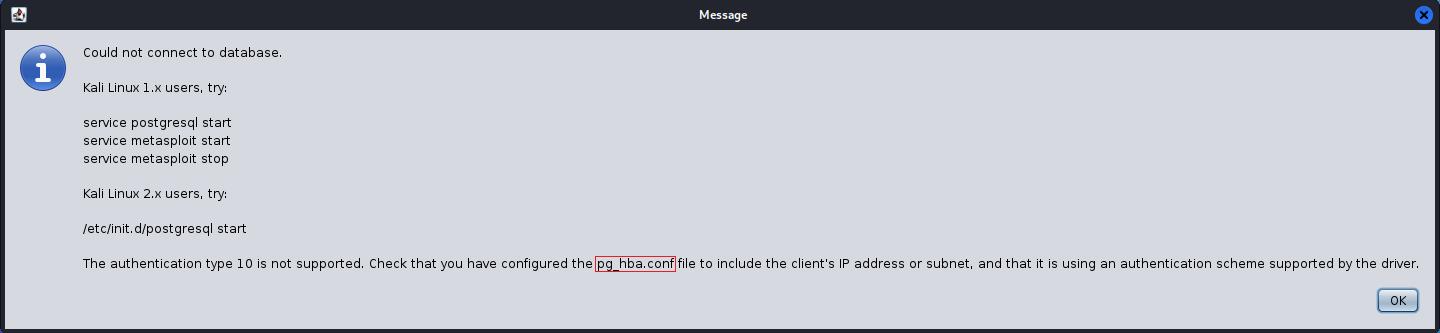 Message
Could not connect to database.
Kali Linux 1.x users, try:
service postgresql start
service metasploit start
service metasploit stop
Kali Linux 2.x users, try:
/etc/init.d/postgresql start
The authentication type 10 is not supported. Check that you have configured the pg_hba.conf file to include the client's IP address or subnet, and that it is using an authentication scheme supported by the driver.
OK